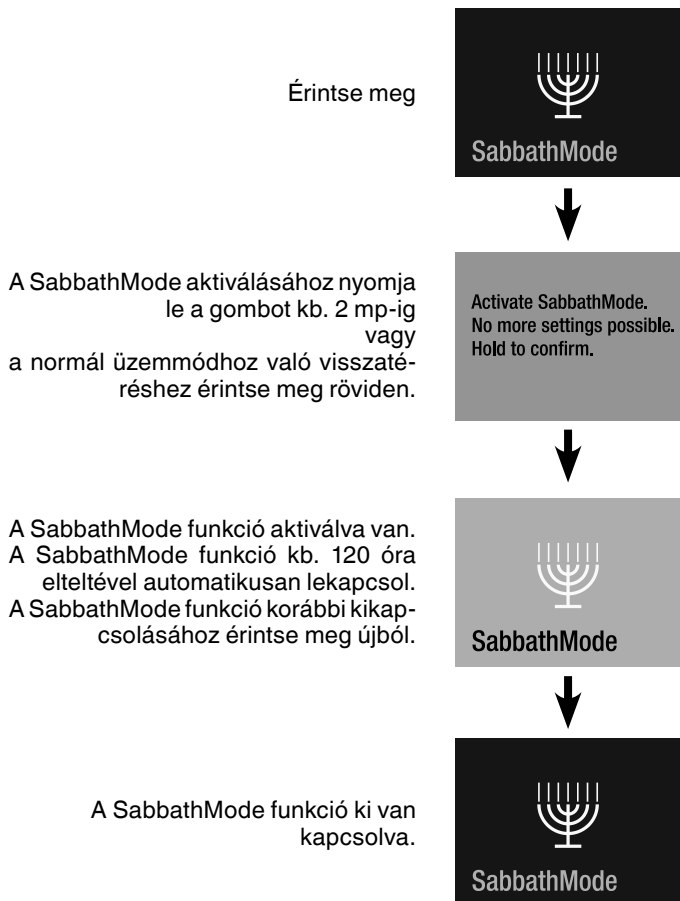 Érintse meg
SabbathMode
A SabbathMode aktiválásához nyomja
le a gombot kb. 2 mp-ig
vagy
a normál üzemmódhoz való visszaté-
réshez érintse meg röviden.
Activate SabbathMode.
No more settings possible.
Hold to confirm.
A SabbathMode funkció aktiválva van.
A SabbathMode funkció kb. 120 óra
elteltével automatikusan lekapcsol.
A SabbathMode funkció korábbi kikap-
csolásához érintse meg újból.
SabbathMode
A SabbathMode funkció ki van
kapcsolva.
SabbathMode